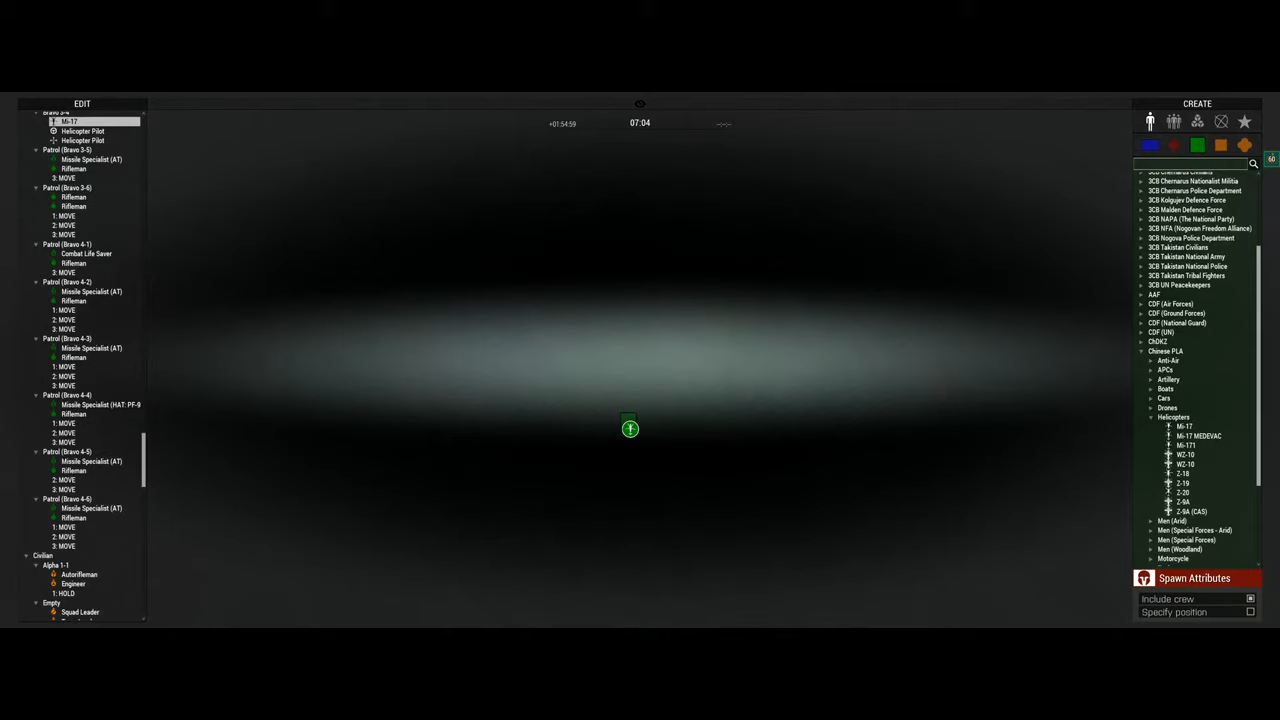 EDIT
Bravo 3-4
Mi-17
Helicopter Pilot
Helicopter Pilot
Patrol (Bravo 3-5)
Missile Specialist (AT)
Rifleman
3: MOVE
Patrol (Bravo 3-6)
Rifleman
Rifleman
1: MOVE
2: MOVE
3: MOVE
Patrol (Bravo 4-1)
Combat Life Saver
Rifleman
3: MOVE
Patrol (Bravo 4-2)
Missile Specialist (AT)
Rifleman
1: MOVE
2: MOVE
3: MOVE
Patrol (Bravo 4-3)
Missile Specialist (AT)
Rifleman
1: MOVE
2: MOVE
3: MOVE
Patrol (Bravo 4-4)
Missile Specialist (HAT: PF-9
Rifleman
1: MOVE
2: MOVE
3: MOVE
Patrol (Bravo 4-5)
Missile Specialist (AT)
Rifleman
2: MOVE
3: MOVE
Patrol (Bravo 4-6)
Missile Specialist (AT)
Rifleman
1: MOVE
2: MOVE
3: MOVE
Civilian
Alpha 1-1
Autorifleman
Engineer
1: HOLD
Empty
Squad Leader
+01:54:59
07:04
--:--:--
CREATE
60
3CB Chernarus Civilians
3CB Chernarus Nationalist Militia
3CB Chernarus Police Department
3CB Kolgujev Defence Force
3CB Malden Defence Force
3CB NAPA (The National Party)
3CB NFA (Nogovan Freedom Alliance)
3CB Nogova Police Department
3CB Takistan Civilians
3CB Takistan National Army
3CB Takistan National Police
3CB Takistan Tribal Fighters
3CB UN Peacekeepers
AAF
CDF (Air Forces)
CDF (Ground Forces)
CDF (National Guard)
CDF (UN)
ChDKZ
Chinese PLA
Anti-Air
APCs
Artillery
Boats
Cars
Drones
Helicopters
Mi-17
Mi-17 MEDEVAC
Mi-171
WZ-10
WZ-10
Z-18
Z-19
Z-20
Z-9A
Z-9A (CAS)
Men (Arid)
Men (Special Forces - Arid)
Men (Special Forces)
Men (Woodland)
Motorcycle
Spawn Attributes
Include crew
Specify position